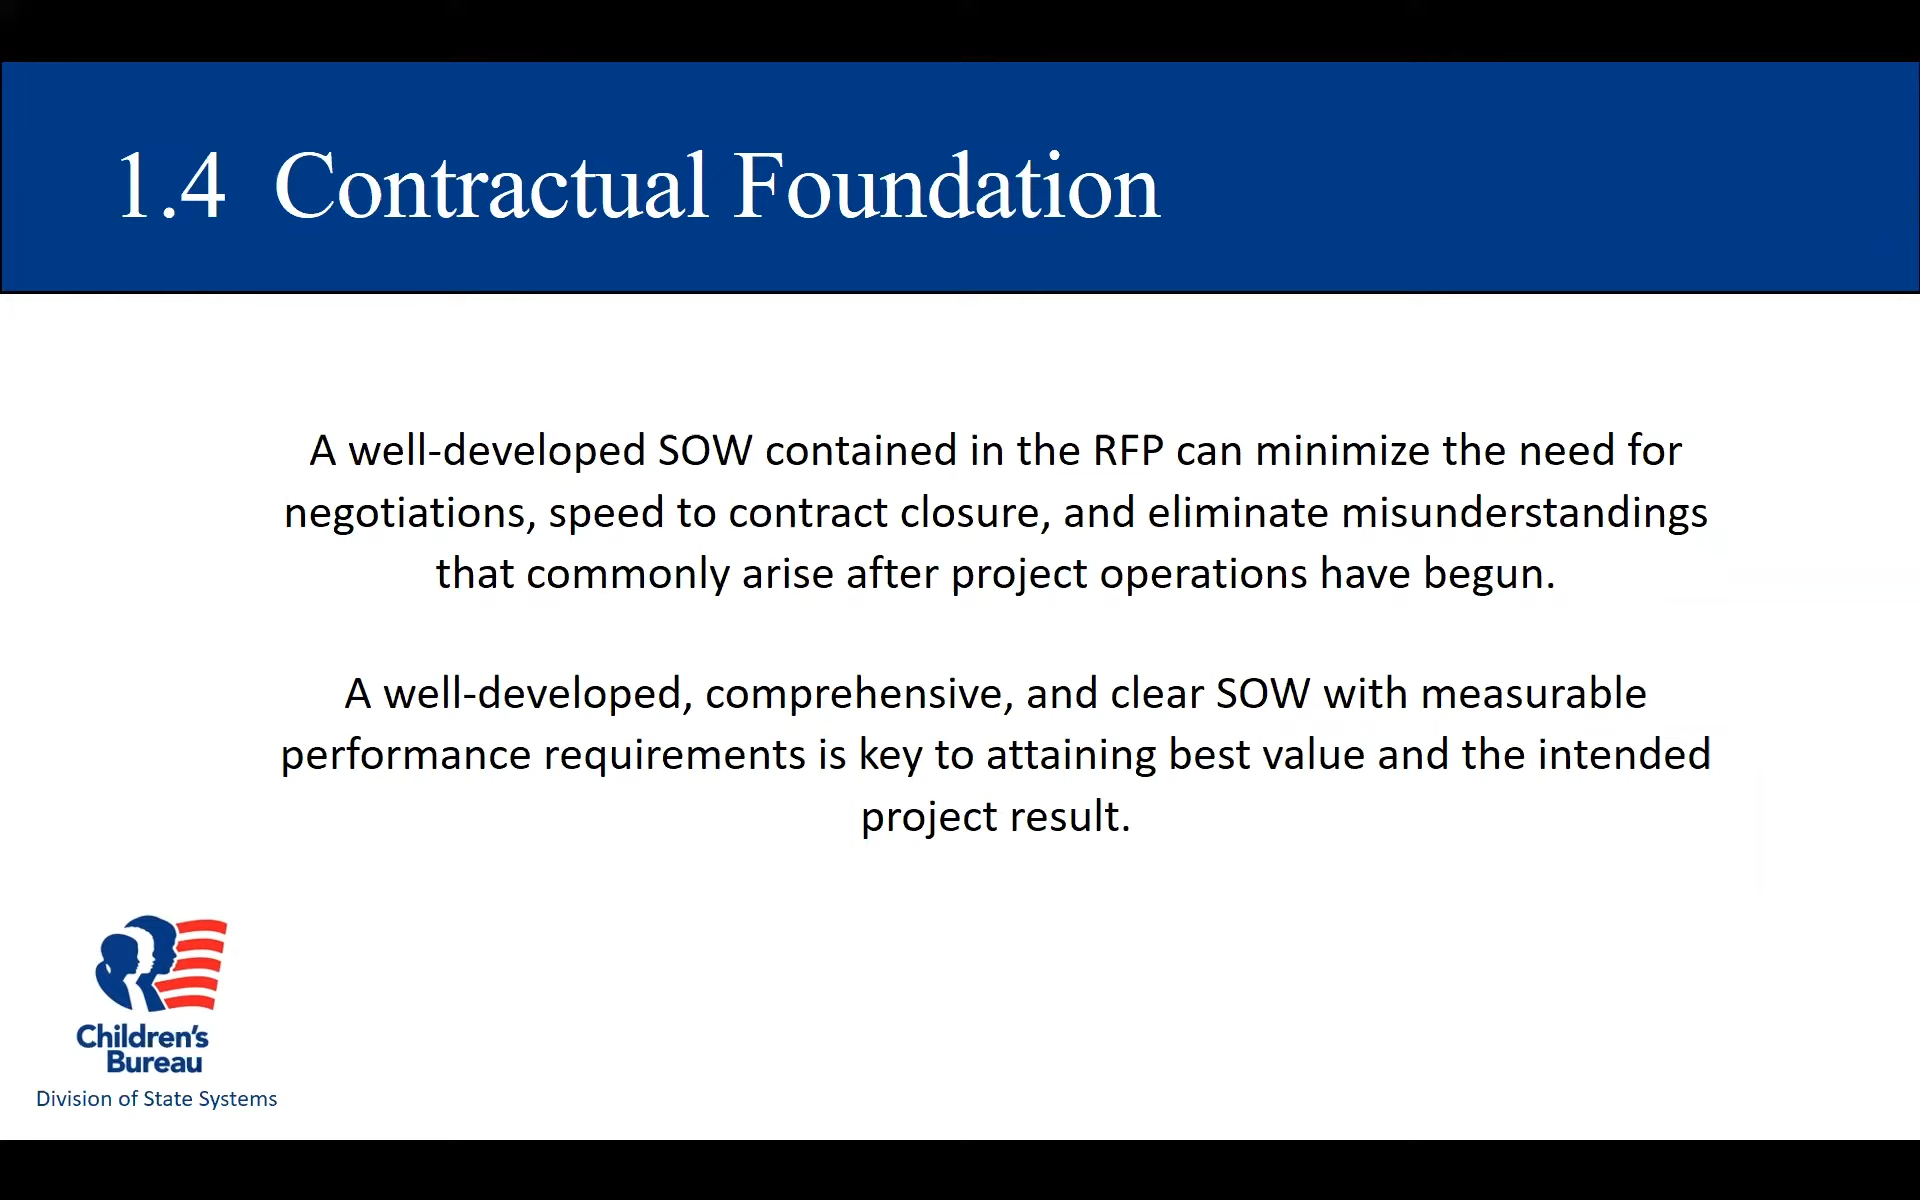 1.4 Contractual Foundation
A well-developed SOW contained in the RFP can minimize the need for
negotiations, speed to contract closure, and eliminate misunderstandings
that commonly arise after project operations have begun.
A well-developed, comprehensive, and clear SOW with measurable
performance requirements is key to attaining best value and the intended
project result.
Children's
Bureau
Division of State Systems